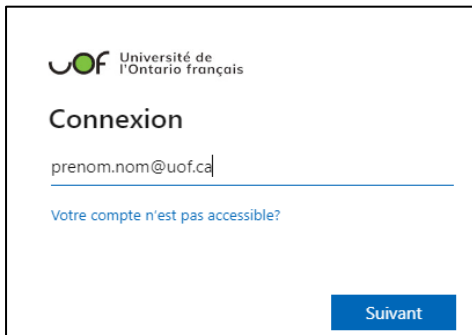 uOF Université de
l'Ontario français
Connexion
prenom.nom@uof.ca
Votre compte n'est pas accessible?
Suivant